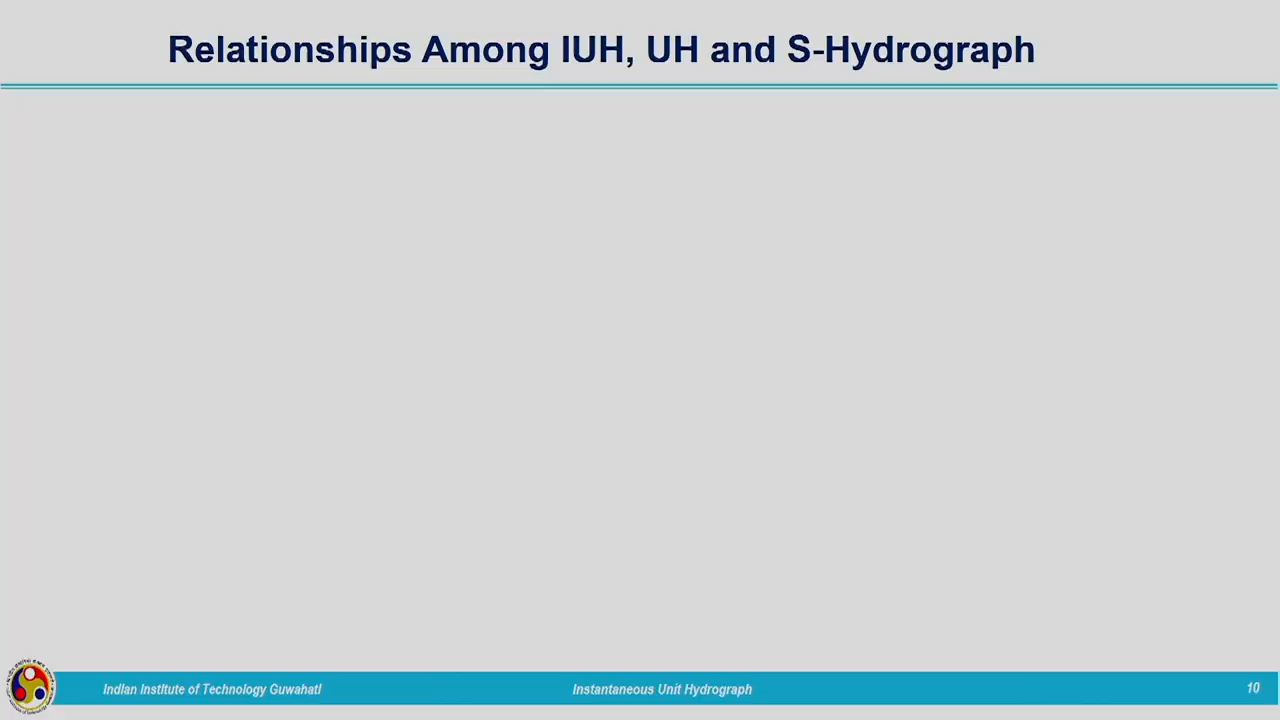 Relationships Among IUH, UH and S-Hydrograph
Indian Institute of Technology Guwahati
Instantaneous Unit Hydrograph
10